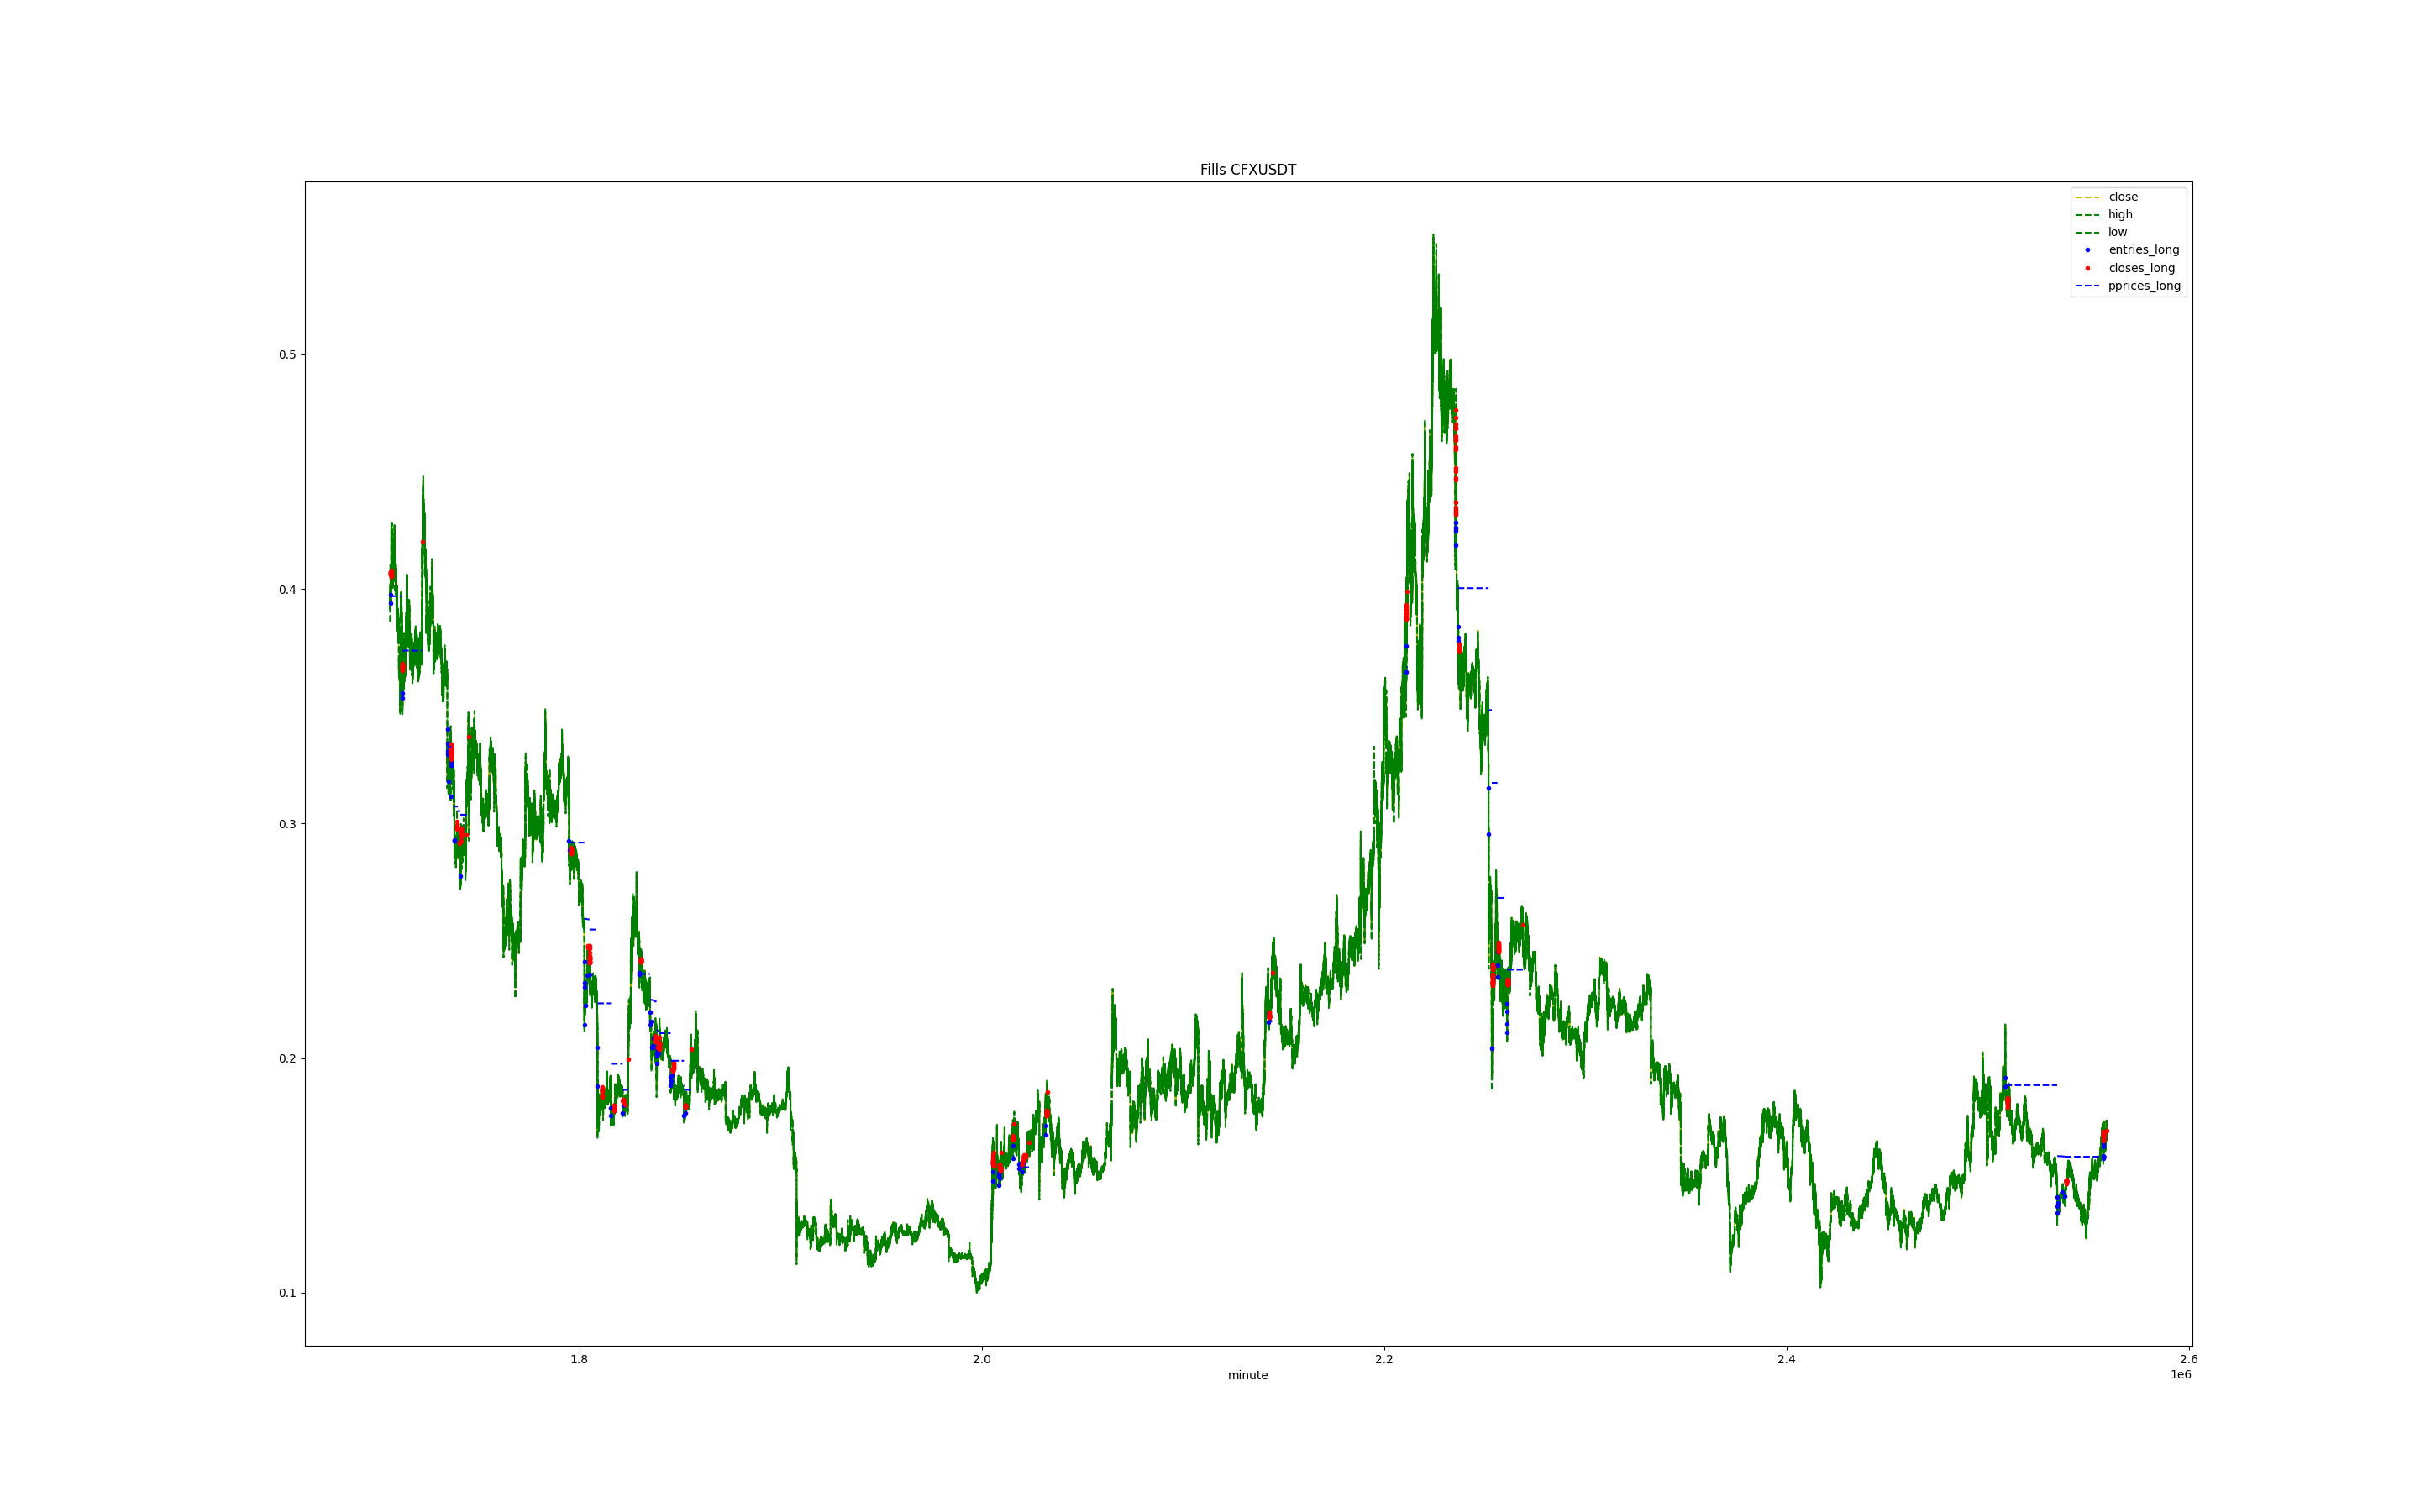 Fills CFXUSDT
close
high
low
entries_long
closes_long
pprices_long
0.5
0.4
0.3
0.2
0.1
1.8
2.0
2.2
2.4
2.6
minute
1e6